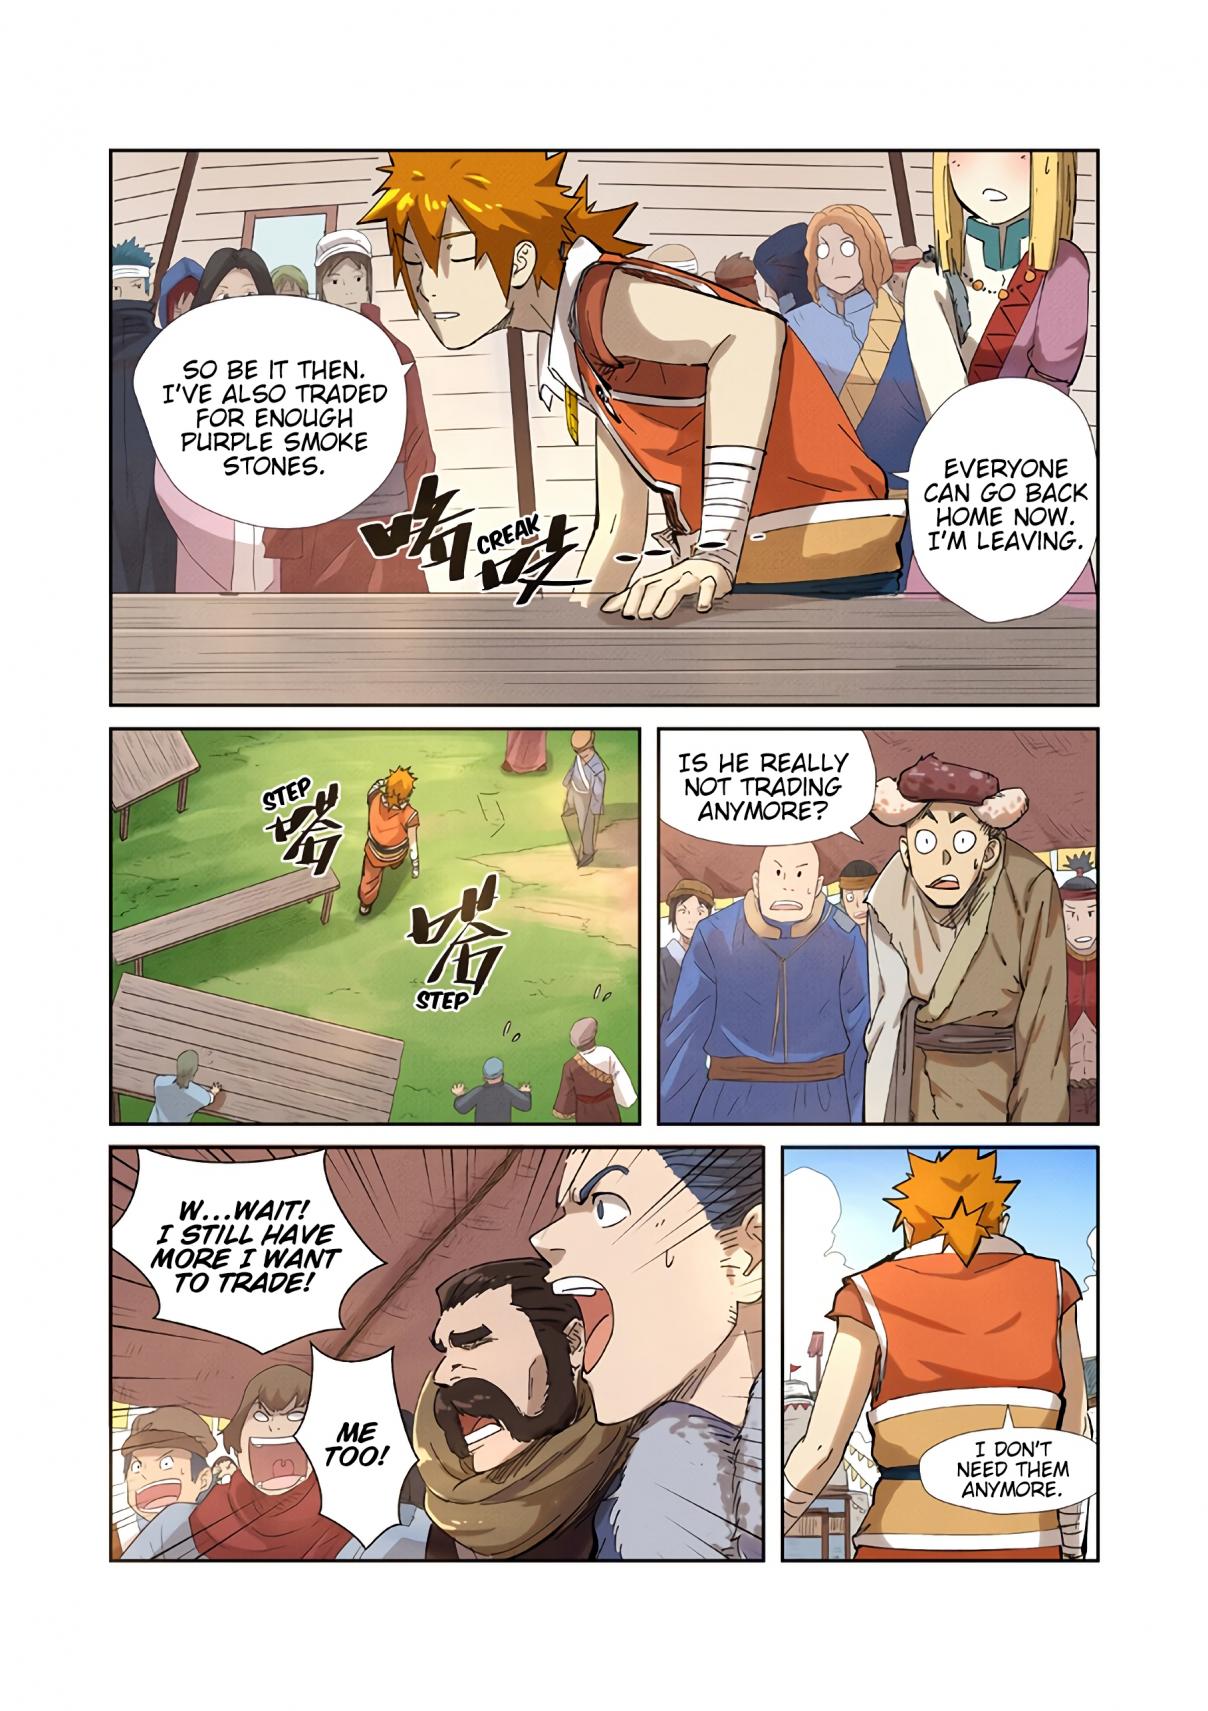 SO BE IT THEN.
I'VE ALSO TRADED
FOR ENOUGH
PURPLE SMOKE
STONES.
CREAK
EVERYONE
CAN GO BACK
HOME NOW.
I'M LEAVING.
STEP
嗒
嗒
STEP
IS HE REALLY
NOT TRADING
ANYMORE?
W...WAIT!
I STILL HAVE
MORE I WANT
TO TRADE!
ME
TOO!
I DON'T
NEED THEM
ANYMORE.